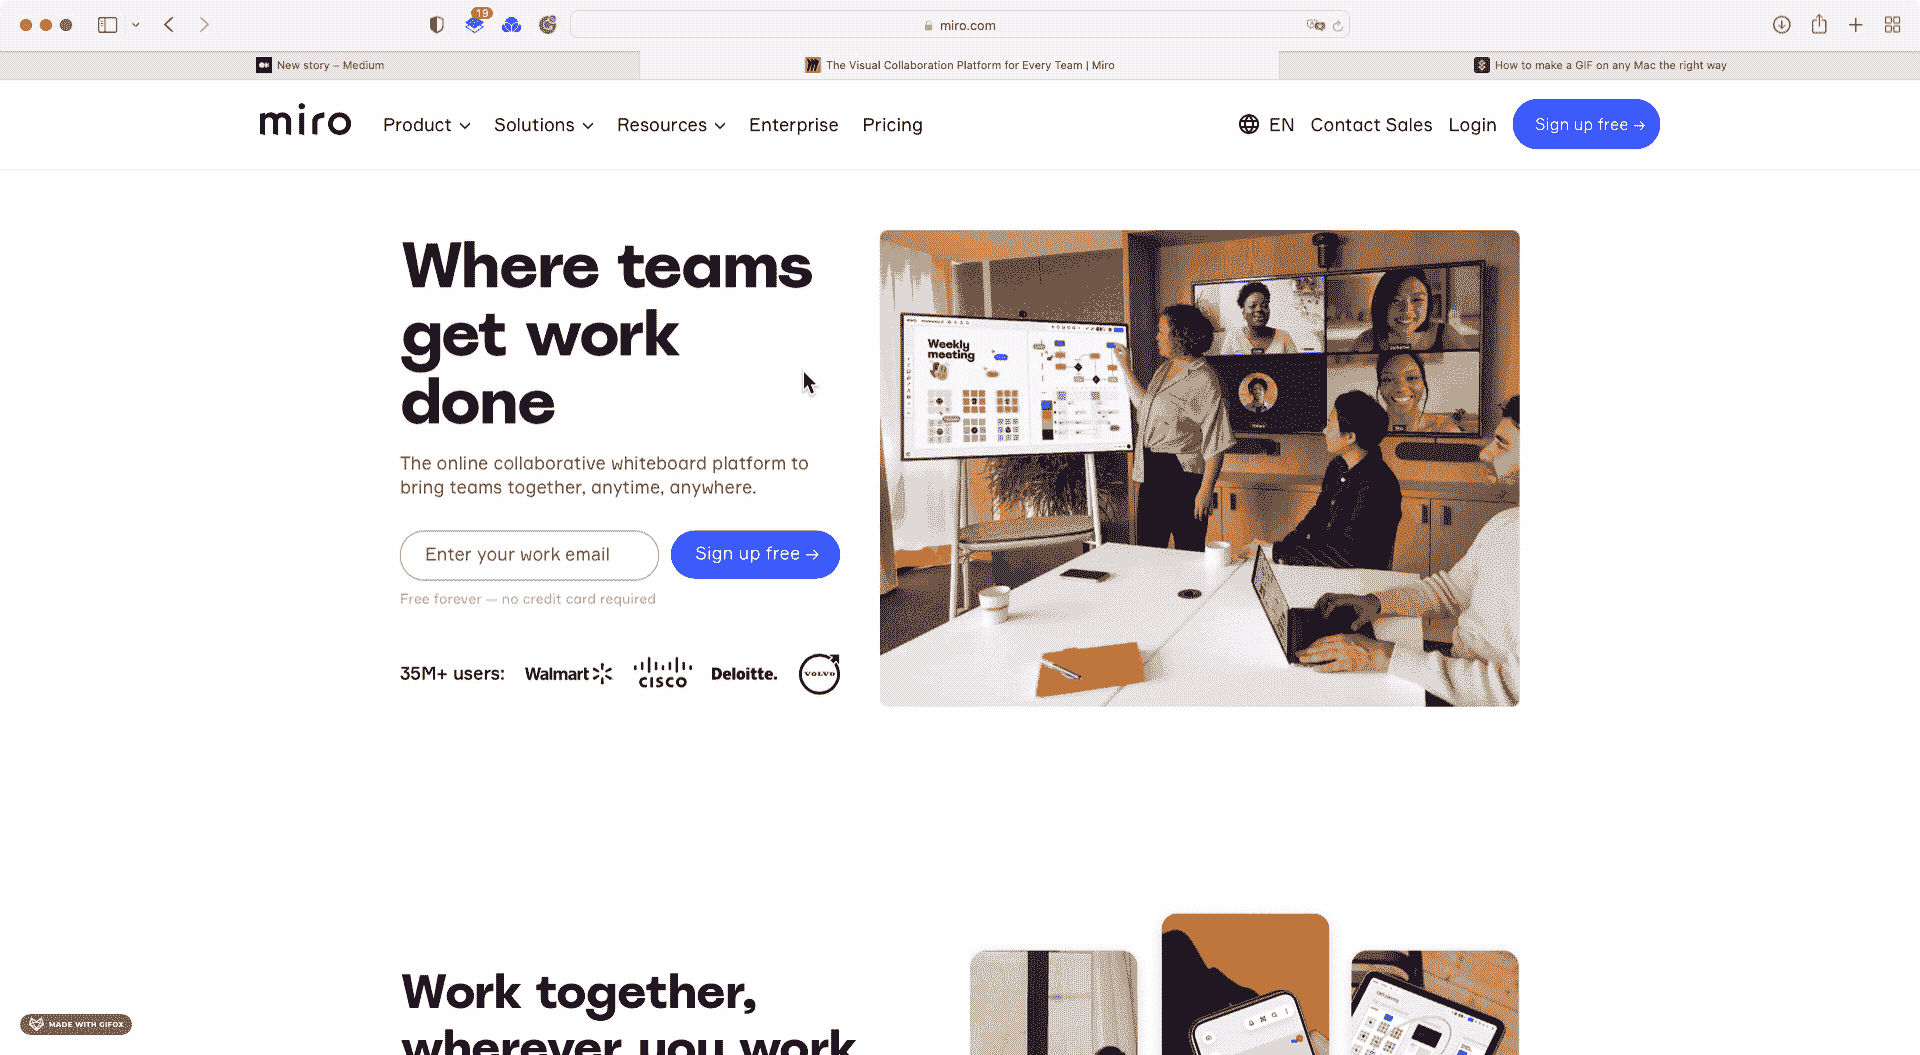 19
miro.com
New story – Medium
The Visual Collaboration Platform for Every Team | Miro
How to make a GIF on any Mac the right way
miro
Product
Solutions
Resources
Enterprise
Pricing
EN
Contact Sales
Login
Sign up free →
Where teams
get work
done
The online collaborative whiteboard platform to
bring teams together, anytime, anywhere.
Enter your work email
Sign up free →
Free forever — no credit card required
35M+ users:
Walmart
CISCO
Deloitte.
VOLVO
Weekly
meeting
Work together,
wherever you work
MADE WITH GIFOX